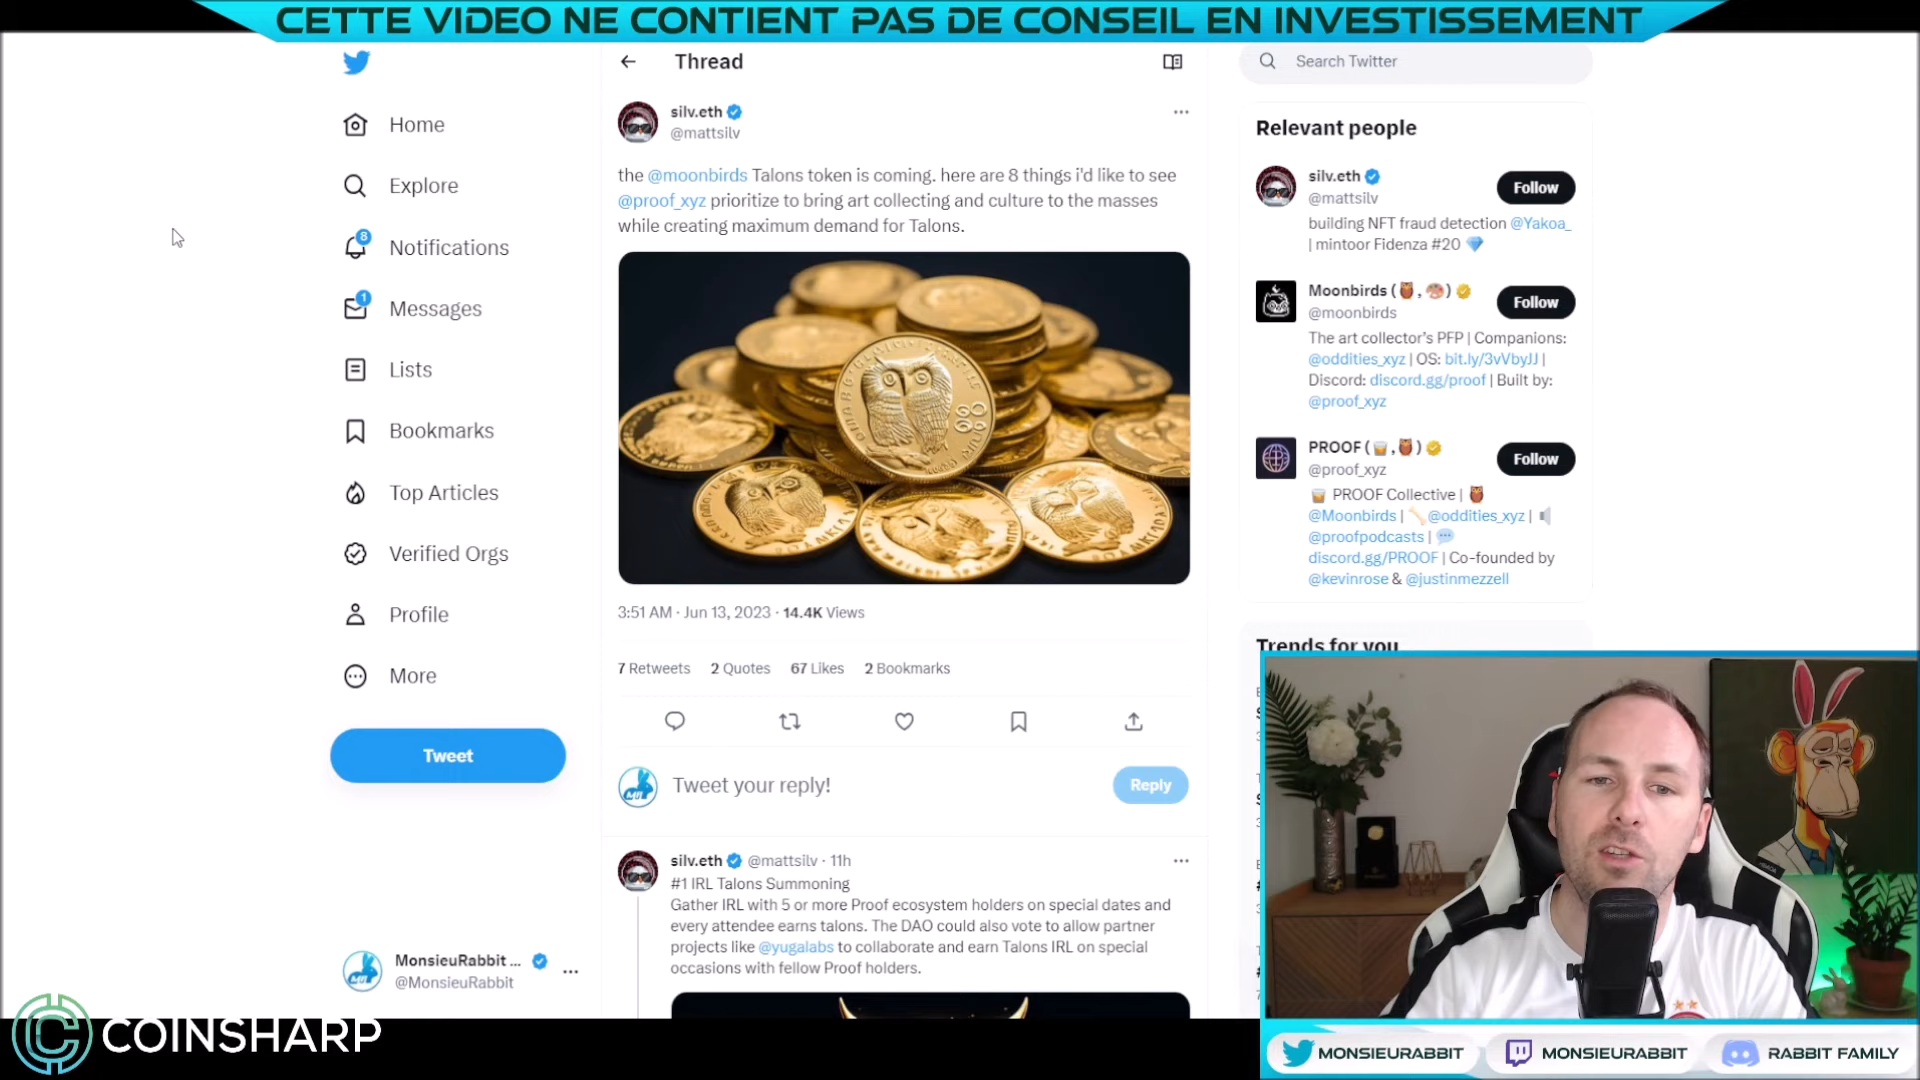 CETTE VIDEO NE CONTIENT PAS DE CONSEIL EN INVESTISSEMENT
Home
Explore
8
Notifications
1
Messages
Lists
Bookmarks
Top Articles
Verified Orgs
Profile
More
Tweet
MonsieuRabbit ...
@MonsieuRabbit
Thread
silv.eth
@mattsilv
the @moonbirds Talons token is coming. here are 8 things i'd like to see
@proof_xyz prioritize to bring art collecting and culture to the masses
while creating maximum demand for Talons.
3:51 AM · Jun 13, 2023 · 14.4K Views
7 Retweets 2 Quotes 67 Likes 2 Bookmarks
Tweet your reply!
Reply
silv.eth @mattsilv · 11h
#1 IRL Talons Summoning
Gather IRL with 5 or more Proof ecosystem holders on special dates and
every attendee earns talons. The DAO could also vote to allow partner
projects like @yugalabs to collaborate and earn Talons IRL on special
occasions with fellow Proof holders.
Search Twitter
Relevant people
silv.eth
@mattsilv
Follow
building NFT fraud detection @Yakoa_
| mintoor Fidenza #20
Moonbirds ( , )
@moonbirds
Follow
The art collector's PFP | Companions:
@oddities_xyz | OS: bit.ly/3vVbyJJ |
Discord: discord.gg/proof | Built by:
@proof_xyz
PROOF ( , )
@proof_xyz
Follow
PROOF Collective |
@Moonbirds | @oddities_xyz |
@proofpodcasts |
discord.gg/PROOF | Co-founded by
@kevinrose & @justinmezzell
Trends for you
COINSHARP
MONSIEURABBIT
MONSIEURABBIT
RABBIT FAMILY